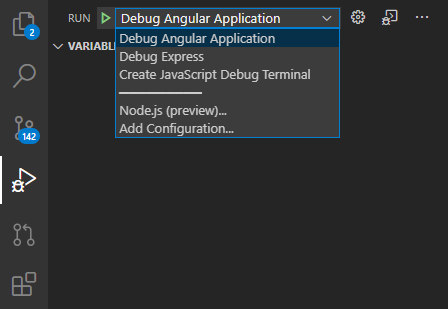 2
RUN Debug Angular Application
VARIABL
Debug Angular Application
Debug Express
Create JavaScript Debug Terminal
Node.js (preview)...
Add Configuration...
142